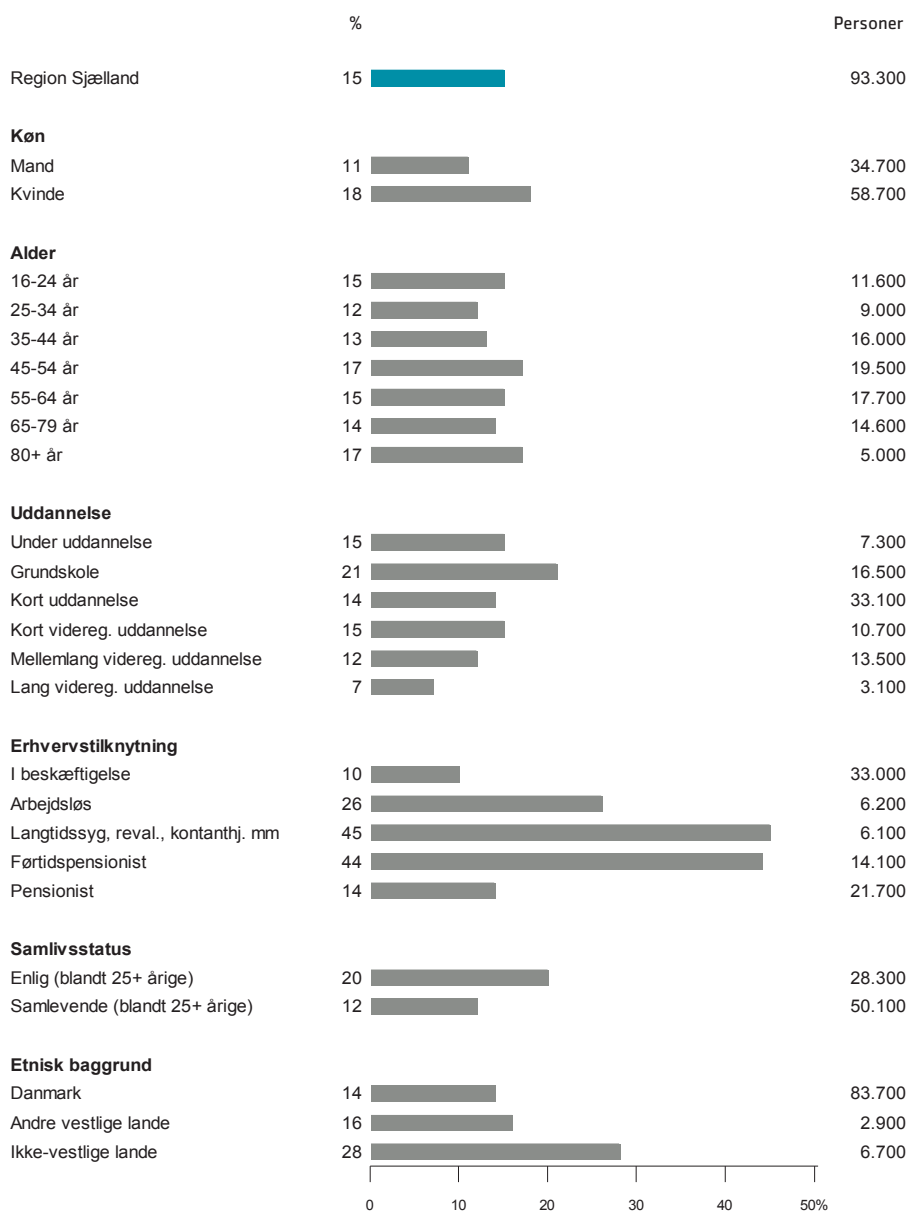 % Personer
Region Sjælland 15 93.300
Køn
Mand 11 34.700
Kvinde 18 58.700
Alder
16-24 år 15 11.600
25-34 år 12 9.000
35-44 år 13 16.000
45-54 år 17 19.500
55-64 år 15 17.700
65-79 år 14 14.600
80+ år 17 5.000
Uddannelse
Under uddannelse 15 7.300
Grundskole 21 16.500
Kort uddannelse 14 33.100
Kort videreg. uddannelse 15 10.700
Mellemlang videreg. uddannelse 12 13.500
Lang videreg. uddannelse 7 3.100
Erhvervstilknytning
I beskæftigelse 10 33.000
Arbejdsløs 26 6.200
Langtidssyg, reval., kontanthj. mm 45 6.100
Førtidspensionist 44 14.100
Pensionist 14 21.700
Samlivsstatus
Enlig (blandt 25+ årige) 20 28.300
Samlevende (blandt 25+ årige) 12 50.100
Etnisk baggrund
Danmark 14 83.700
Andre vestlige lande 16 2.900
Ikke-vestlige lande 28 6.700
0 10 20 30 40 50%